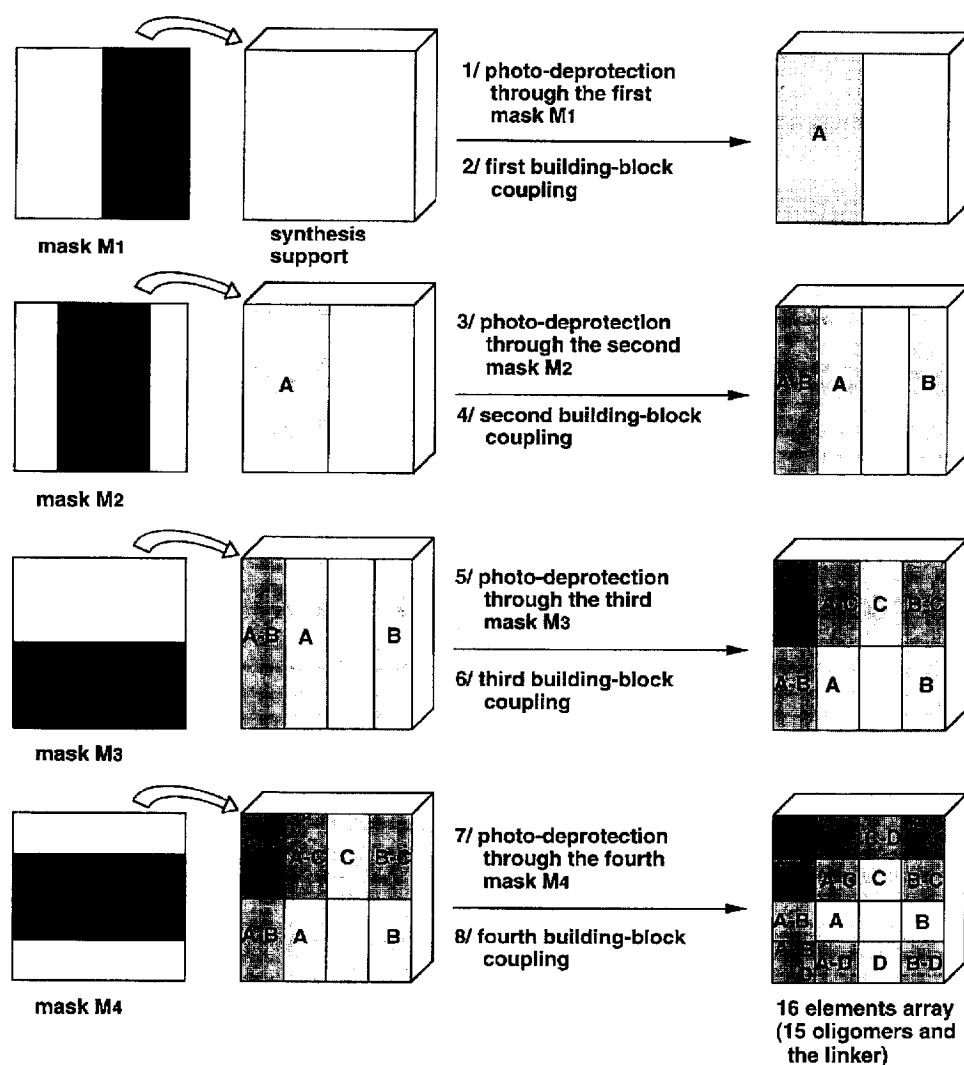 1/ photo-deprotection
through the first
mask M1
A
2/ first building-block
coupling
mask M1
synthesis
support
3/ photo-deprotection
through the second
mask M2
A
A-B A B
4/ second building-block
coupling
mask M2
5/ photo-deprotection
through the third
mask M3
A-C C B-C
A-B A B
6/ third building-block
coupling
A-B A B
mask M3
7/ photo-deprotection
through the fourth
mask M4
A-C C B-C
B-D
A-C C B-C
A-B A B
8/ fourth building-block
coupling
A-B A B
A-D D B-D
mask M4
16 elements array
(15 oligomers and
the linker)